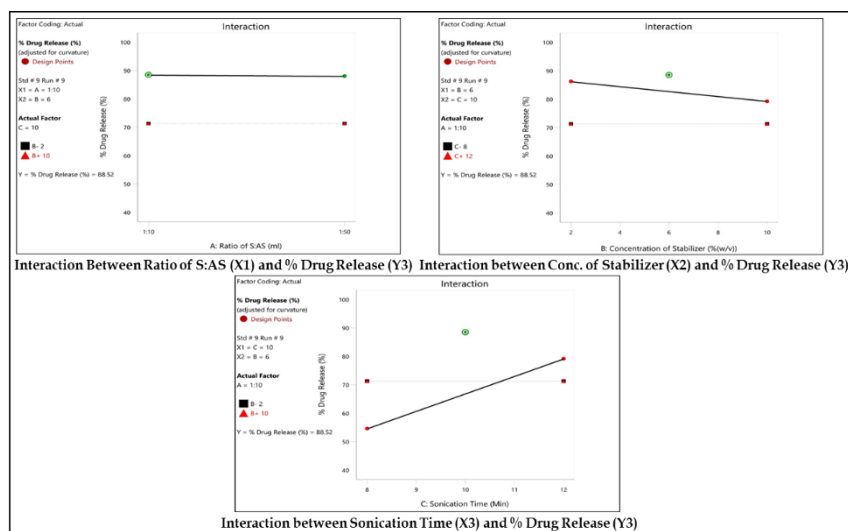 Factor Coding: Actual
Interaction
% Drug Release (%)
(adjusted for curvature)
Design Points
Std # 9 Run # 9
X1 = A = 1:10
X2 = B = 6
Actual Factor
C = 10
B- 2
B+ 10
Y = % Drug Release (%) = 88.52
% Drug Release (%)
100
90
80
70
60
50
40
1:10
1:50
A: Ratio of S:AS (ml)
Interaction Between Ratio of S:AS (X1) and % Drug Release (Y3)
Factor Coding: Actual
Interaction
% Drug Release (%)
(adjusted for curvature)
Design Points
Std # 9 Run # 9
X1 = B = 6
X2 = C = 10
Actual Factor
A = 1:10
C- 8
C+ 12
Y = % Drug Release (%) = 88.52
% Drug Release (%)
100
90
80
70
60
50
40
2
4
6
8
10
B: Concentration of Stabilizer (%(w/v))
Interaction between Conc. of Stabilizer (X2) and % Drug Release (Y3)
Factor Coding: Actual
Interaction
% Drug Release (%)
(adjusted for curvature)
Design Points
Std # 9 Run # 9
X1 = C = 10
X2 = B = 6
Actual Factor
A = 1:10
B- 2
B+ 10
Y = % Drug Release (%) = 88.52
% Drug Release (%)
100
90
80
70
60
50
40
8
9
10
11
12
C: Sonication Time (Min)
Interaction between Sonication Time (X3) and % Drug Release (Y3)